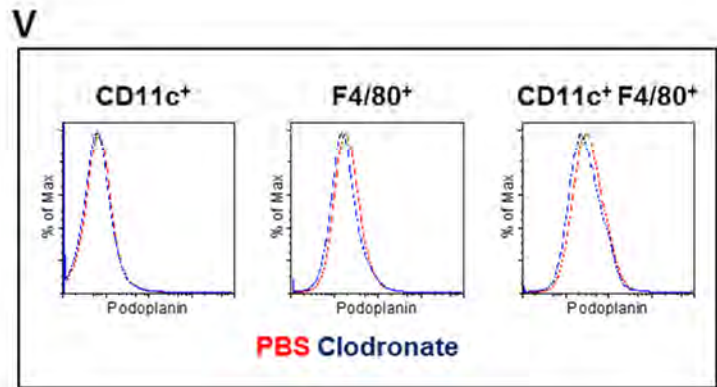 V
CD11c⁺ F4/80⁺ CD11c⁺ F4/80⁺
% of Max % of Max % of Max
Podoplanin Podoplanin Podoplanin
PBS Clodronate